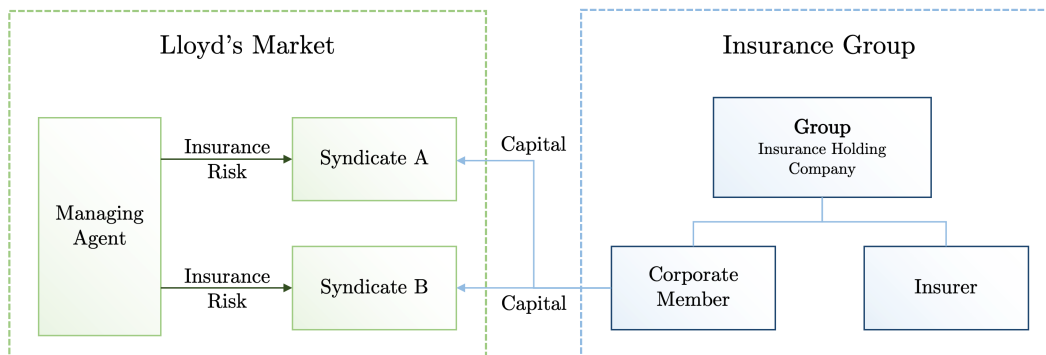 Lloyd's Market
Managing
Agent
Insurance
Risk
Syndicate A
Insurance
Risk
Syndicate B
Capital
Capital
Insurance Group
Group
Insurance Holding
Company
Corporate
Member
Insurer